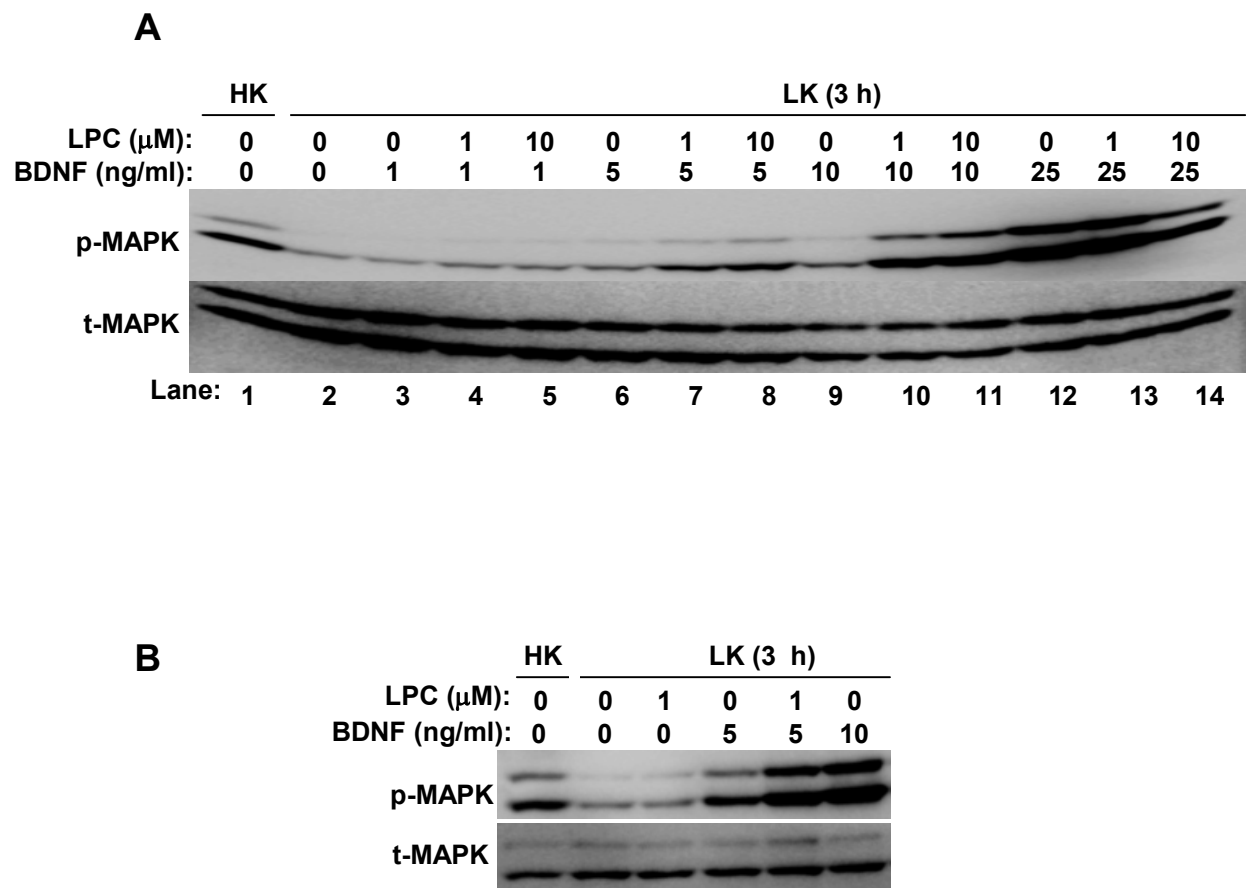 A
HK LK (3 h)
LPC (μM): 0 0 0 1 10 0 1 10 0 1 10 0 1 10
BDNF (ng/ml): 0 0 1 1 1 5 5 5 10 10 10 25 25 25
p-MAPK
t-MAPK
Lane: 1 2 3 4 5 6 7 8 9 10 11 12 13 14
B
HK LK (3 h)
LPC (μM): 0 0 1 0 1 0
BDNF (ng/ml): 0 0 0 5 5 10
p-MAPK
t-MAPK